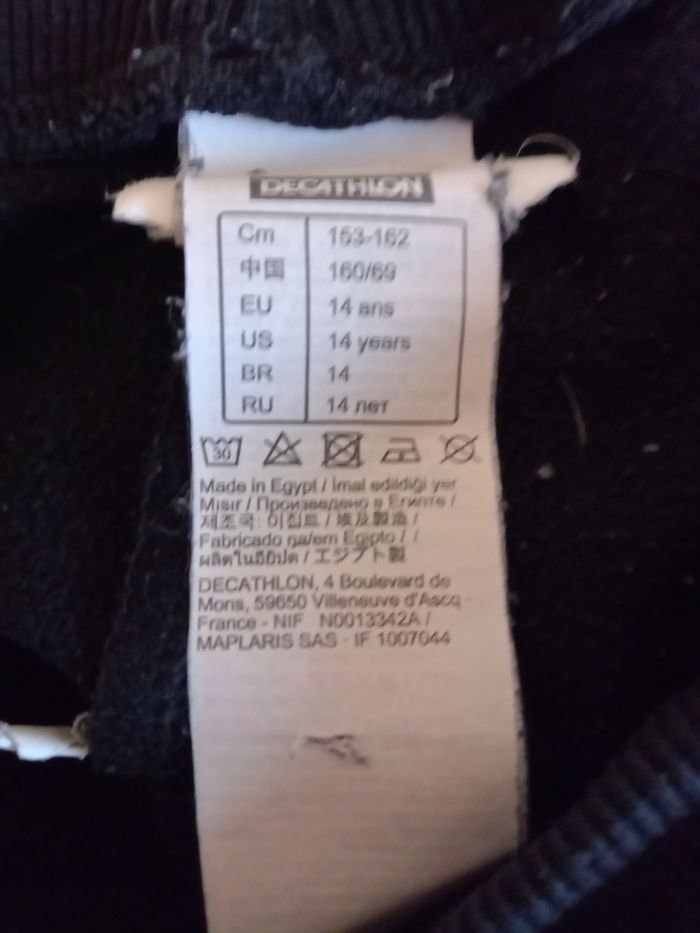 DECATHLON
Cm 153-162
中国 160/69
EU 14 ans
US 14 years
BR 14
RU 14 лет
30
Made in Egypt / İmal edildiği yer
Mısır / Произведено в Египте /
제조국: 이집트 / 埃及製造 /
Fabricado na/em Egipto / /
ผลิตในอียิปต์ / エジプト製
DECATHLON, 4 Boulevard de
Mons, 59650 Villeneuve d'Ascq -
France - NIF N0013342A /
MAPLARIS SAS - IF 1007044